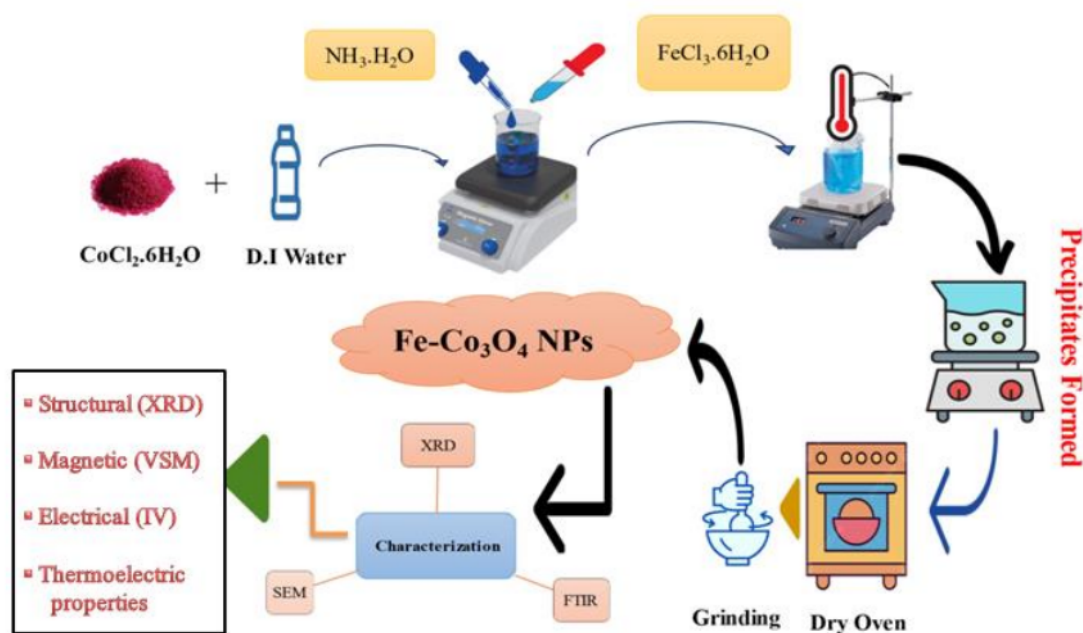 NH₃.H₂O
FeCl₃.6H₂O
+
CoCl₂.6H₂O
D.I Water
Precipitates Formed
Fe-Co₃O₄ NPs
Structural (XRD)
Magnetic (VSM)
Electrical (IV)
Thermoelectric
properties
XRD
Characterization
SEM
FTIR
Grinding
Dry Oven